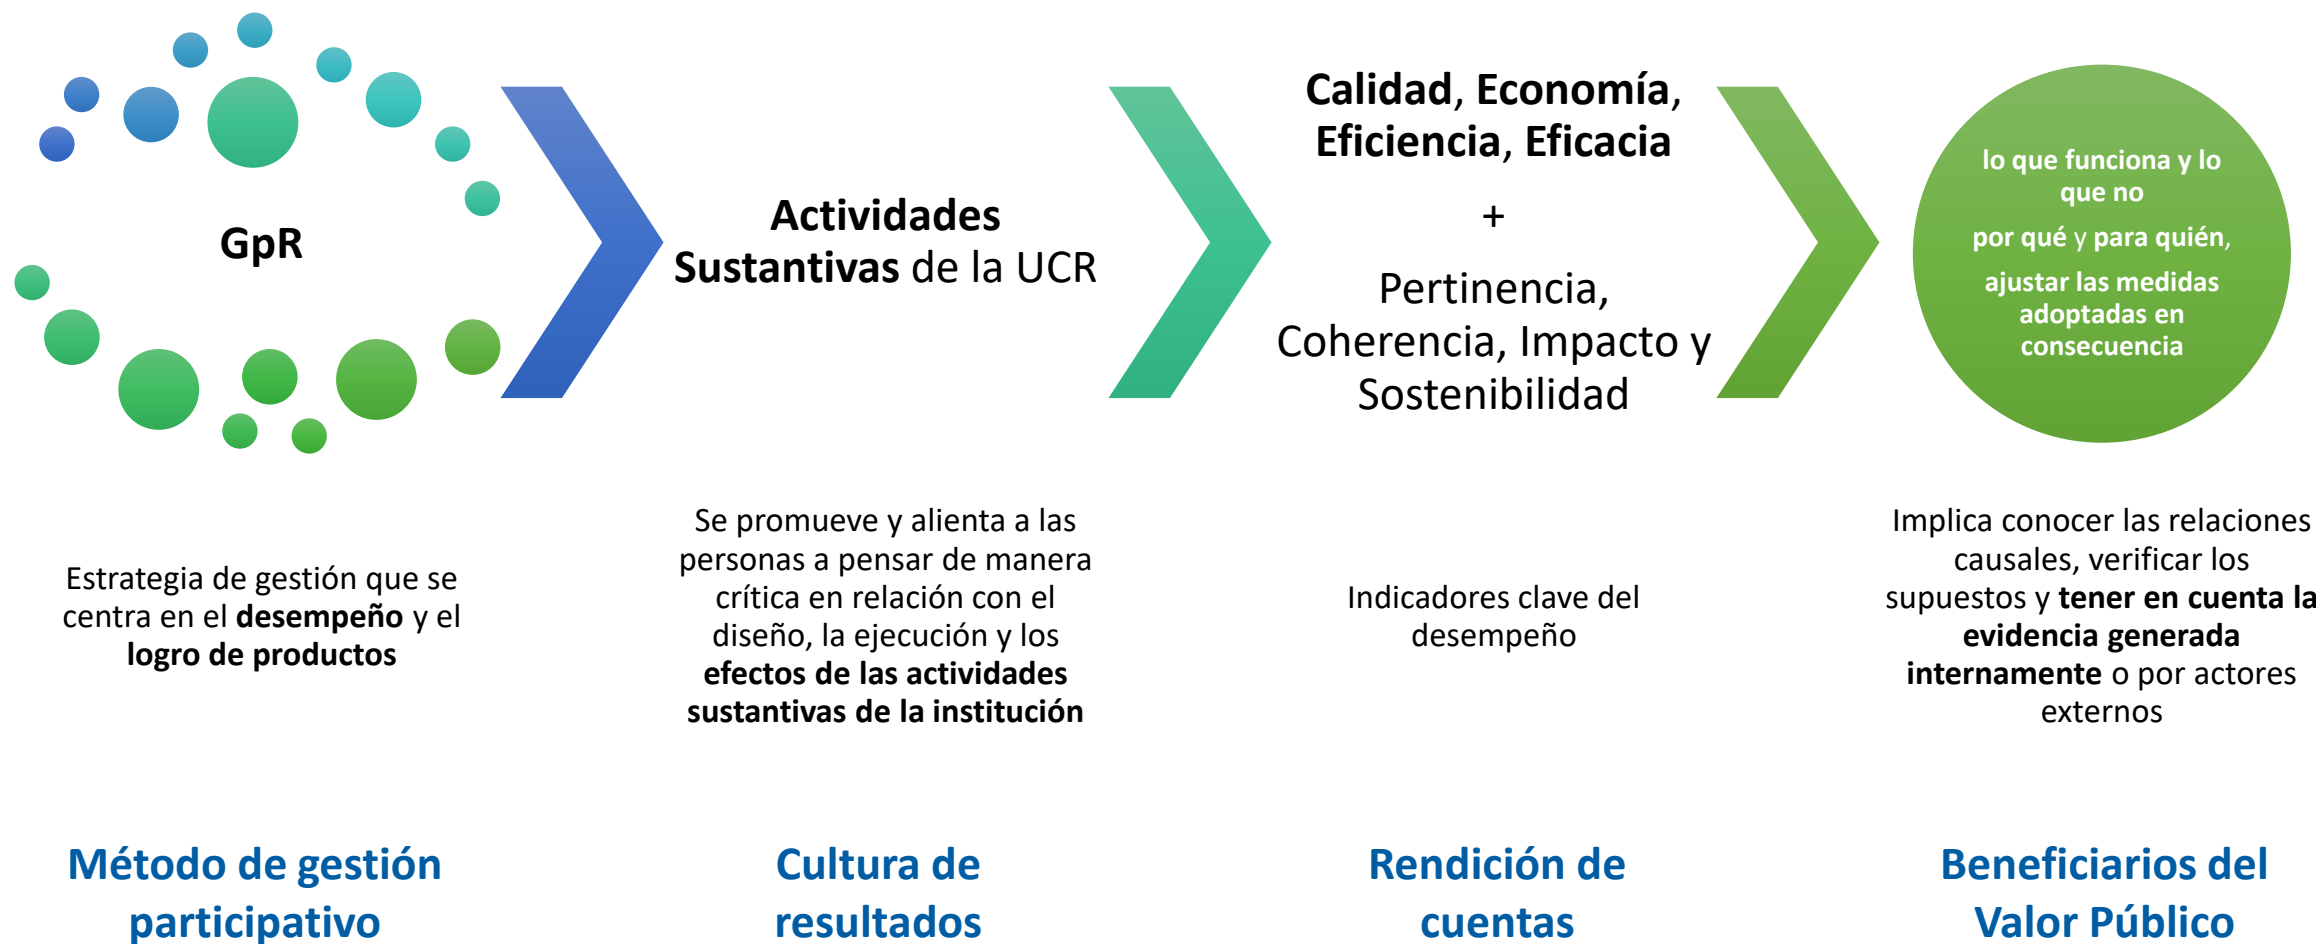 GpR
Estrategia de gestión que se
centra en el desempeño y el
logro de productos
Método de gestión
participativo
Actividades
Sustantivas de la UCR
Se promueve y alienta a las
personas a pensar de manera
crítica en relación con el
diseño, la ejecución y los
efectos de las actividades
sustantivas de la institución
Cultura de
resultados
Calidad, Economía,
Eficiencia, Eficacia
+
Pertinencia,
Coherencia, Impacto y
Sostenibilidad
Indicadores clave del
desempeño
Rendición de
cuentas
lo que funciona y lo
que no
por qué y para quién,
ajustar las medidas
adoptadas en
consecuencia
Implica conocer las relaciones
causales, verificar los
supuestos y tener en cuenta la
evidencia generada
internamente o por actores
externos
Beneficiarios del
Valor Público